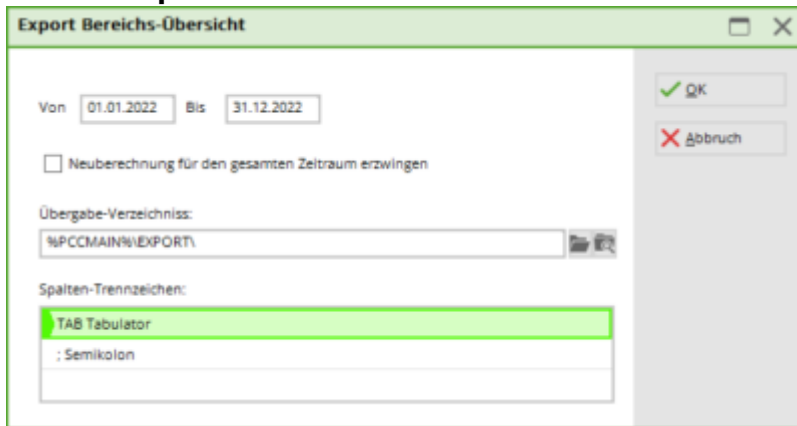 Export Bereichs-Übersicht
Von 01.01.2022 Bis 31.12.2022
OK
Abbruch
Neuberechnung für den gesamten Zeitraum erzwingen
Übergabe-Verzeichniss:
%PCCMAIN%\EXPORT\
Spalten-Trennzeichen:
TAB Tabulator
; Semikolon